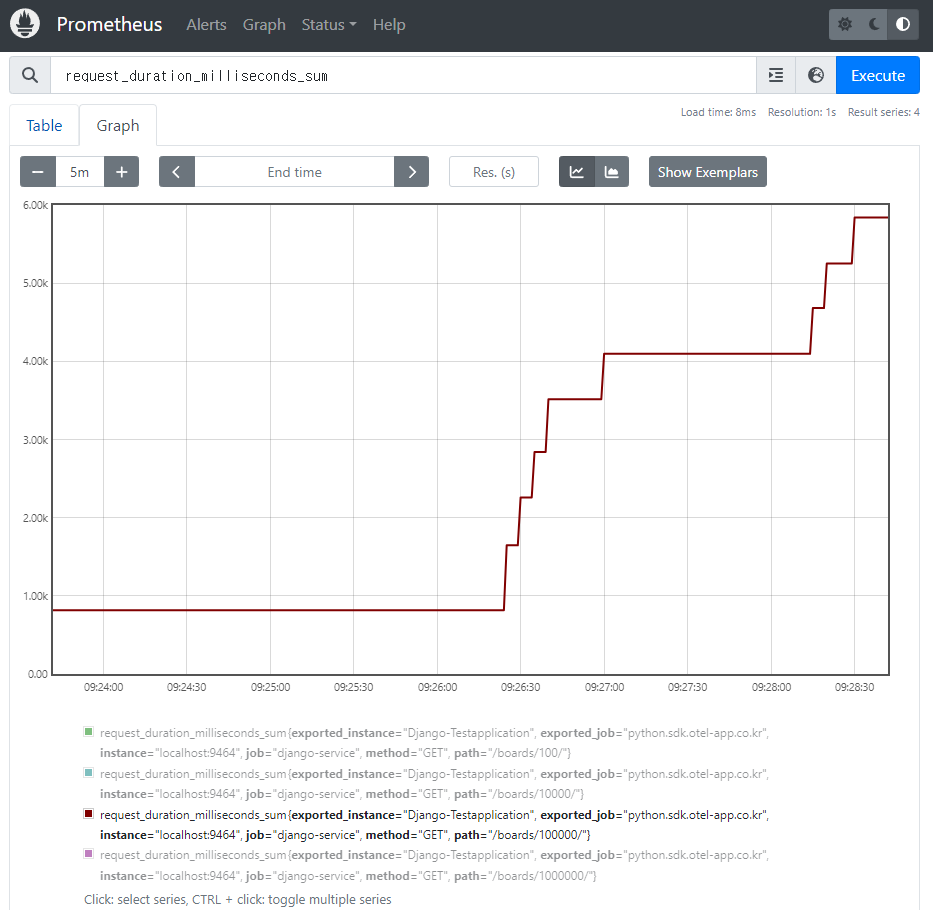 Prometheus Alerts Graph Status Help
request_duration_milliseconds_sum Execute
Load time: 8ms Resolution: 1s Result series: 4
Table Graph
− 5m + End time Res. (s) Show Exemplars
6.00k
5.00k
4.00k
3.00k
2.00k
1.00k
0.00
09:24:00 09:24:30 09:25:00 09:25:30 09:26:00 09:26:30 09:27:00 09:27:30 09:28:00 09:28:30
request_duration_milliseconds_sum{exported_instance="Django-Testapplication", exported_job="python.sdk.otel-app.co.kr",
instance="localhost:9464", job="django-service", method="GET", path="/boards/100/"}
request_duration_milliseconds_sum{exported_instance="Django-Testapplication", exported_job="python.sdk.otel-app.co.kr",
instance="localhost:9464", job="django-service", method="GET", path="/boards/10000/"}
request_duration_milliseconds_sum{exported_instance="Django-Testapplication", exported_job="python.sdk.otel-app.co.kr",
instance="localhost:9464", job="django-service", method="GET", path="/boards/100000/"}
request_duration_milliseconds_sum{exported_instance="Django-Testapplication", exported_job="python.sdk.otel-app.co.kr",
instance="localhost:9464", job="django-service", method="GET", path="/boards/1000000/"}
Click: select series, CTRL + click: toggle multiple series